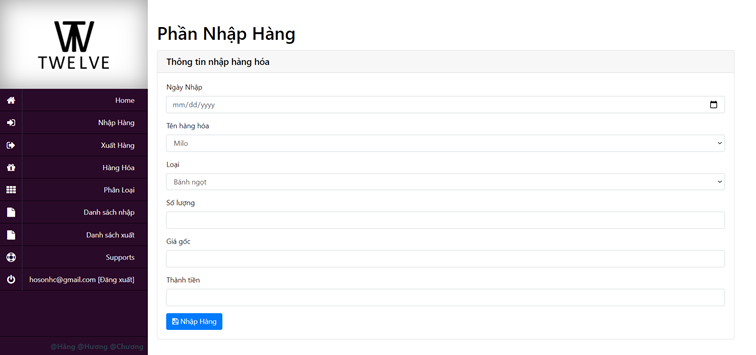 TWELVE
Home
Nhập Hàng
Xuất Hàng
Hàng Hóa
Phân Loại
Danh sách nhập
Danh sách xuất
Supports
hosonhc@gmail.com [Đăng xuất]
@Hằng @Hương @Chương
Phần Nhập Hàng
Thông tin nhập hàng hóa
Ngày Nhập
mm/dd/yyyy
Tên hàng hóa
Milo
Loại
Bánh ngọt
Số lượng
Giá gốc
Thành tiền
Nhập Hàng